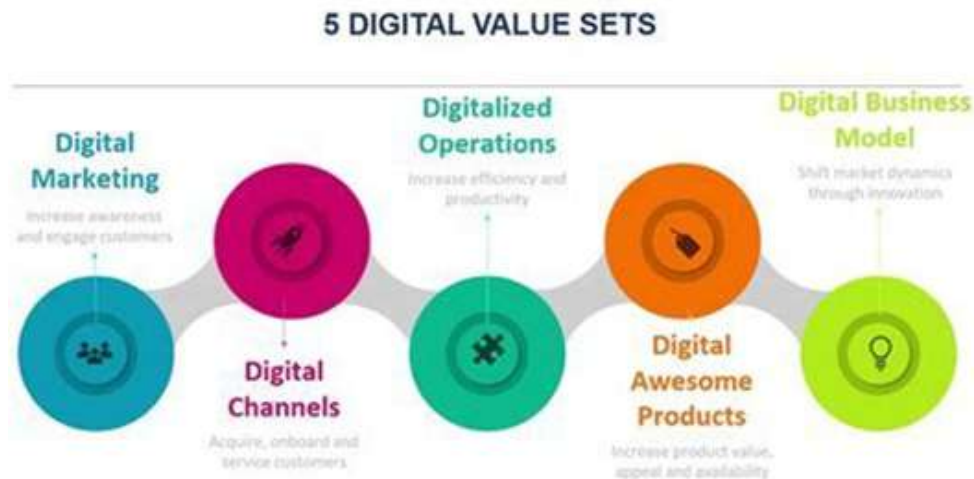 5 DIGITAL VALUE SETS
Digital
Marketing
Increase awareness
and engage customers
Digital
Channels
Acquire, onboard and
service customers
Digitalized
Operations
Increase efficiency and
productivity
Digital
Awesome
Products
Increase product value,
appeal and availability
Digital Business
Model
Shift market dynamics
through innovation